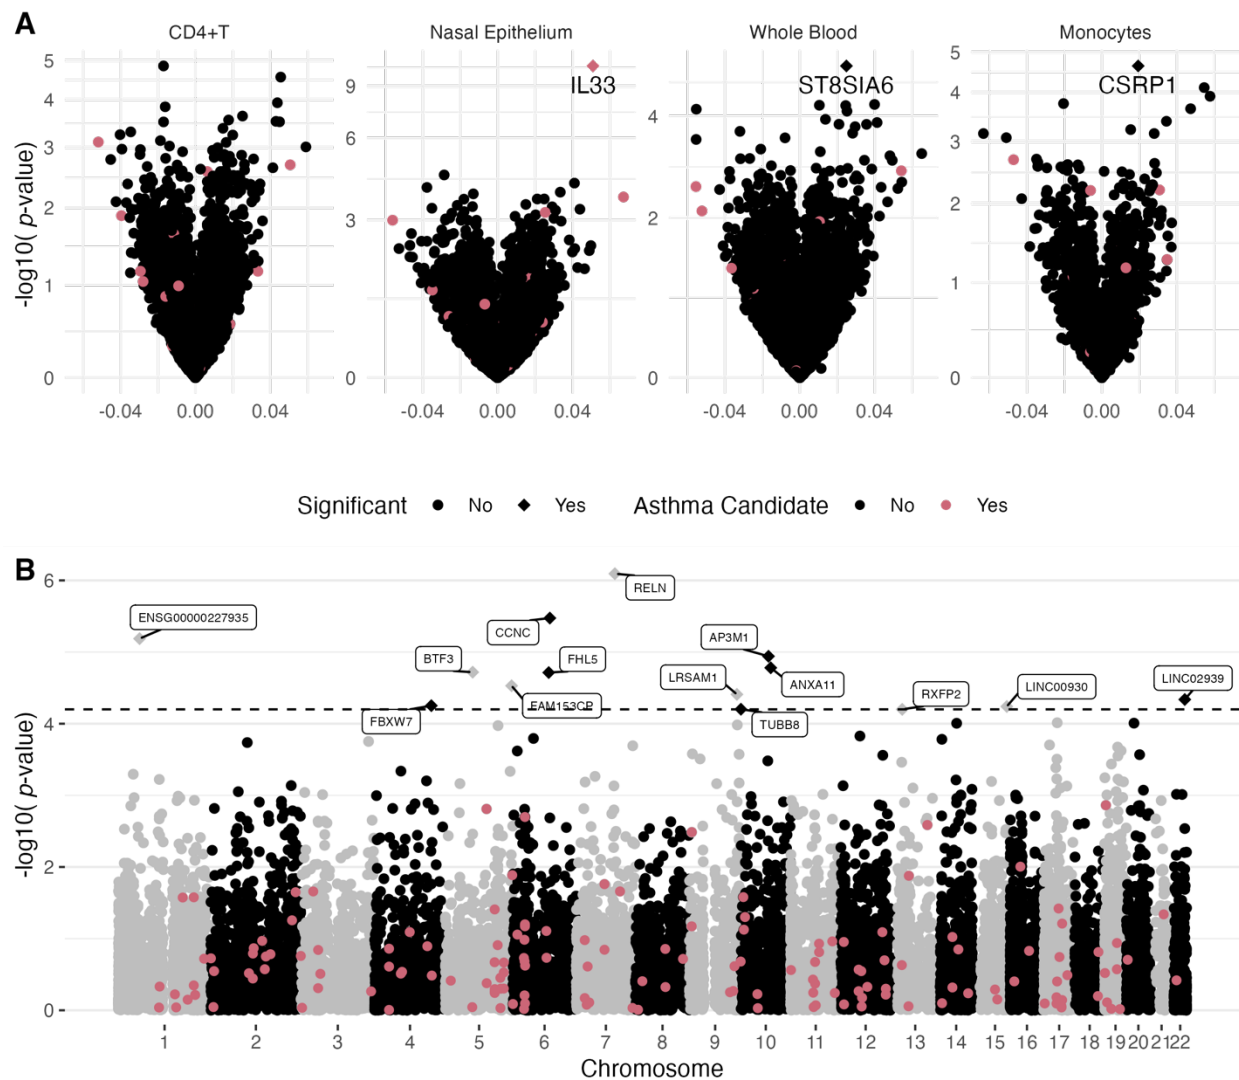 A
CD4+T
Nasal Epithelium
Whole Blood
Monocytes
-log10( p-value)
5
4
3
2
1
0
-0.04 0.00 0.04
9
6
3
0
-0.04 0.00 0.04
IL33
4
2
0
-0.04 0.00 0.04
ST8SIA6
5
4
3
2
1
0
-0.04 0.00 0.04
CSRP1
Significant No Yes Asthma Candidate No Yes
B
-log10( p-value)
6
4
2
0
RELN
ENSG00000227935
CCNC
AP3M1
BTF3
FHL5
LRSAM1
ANXA11
LINC02939
RXFP2
LINC00930
FAM153CP
FBXW7
TUBB8
1 2 3 4 5 6 7 8 9 10 11 12 13 14 15 16 17 18 19 20 21 22
Chromosome